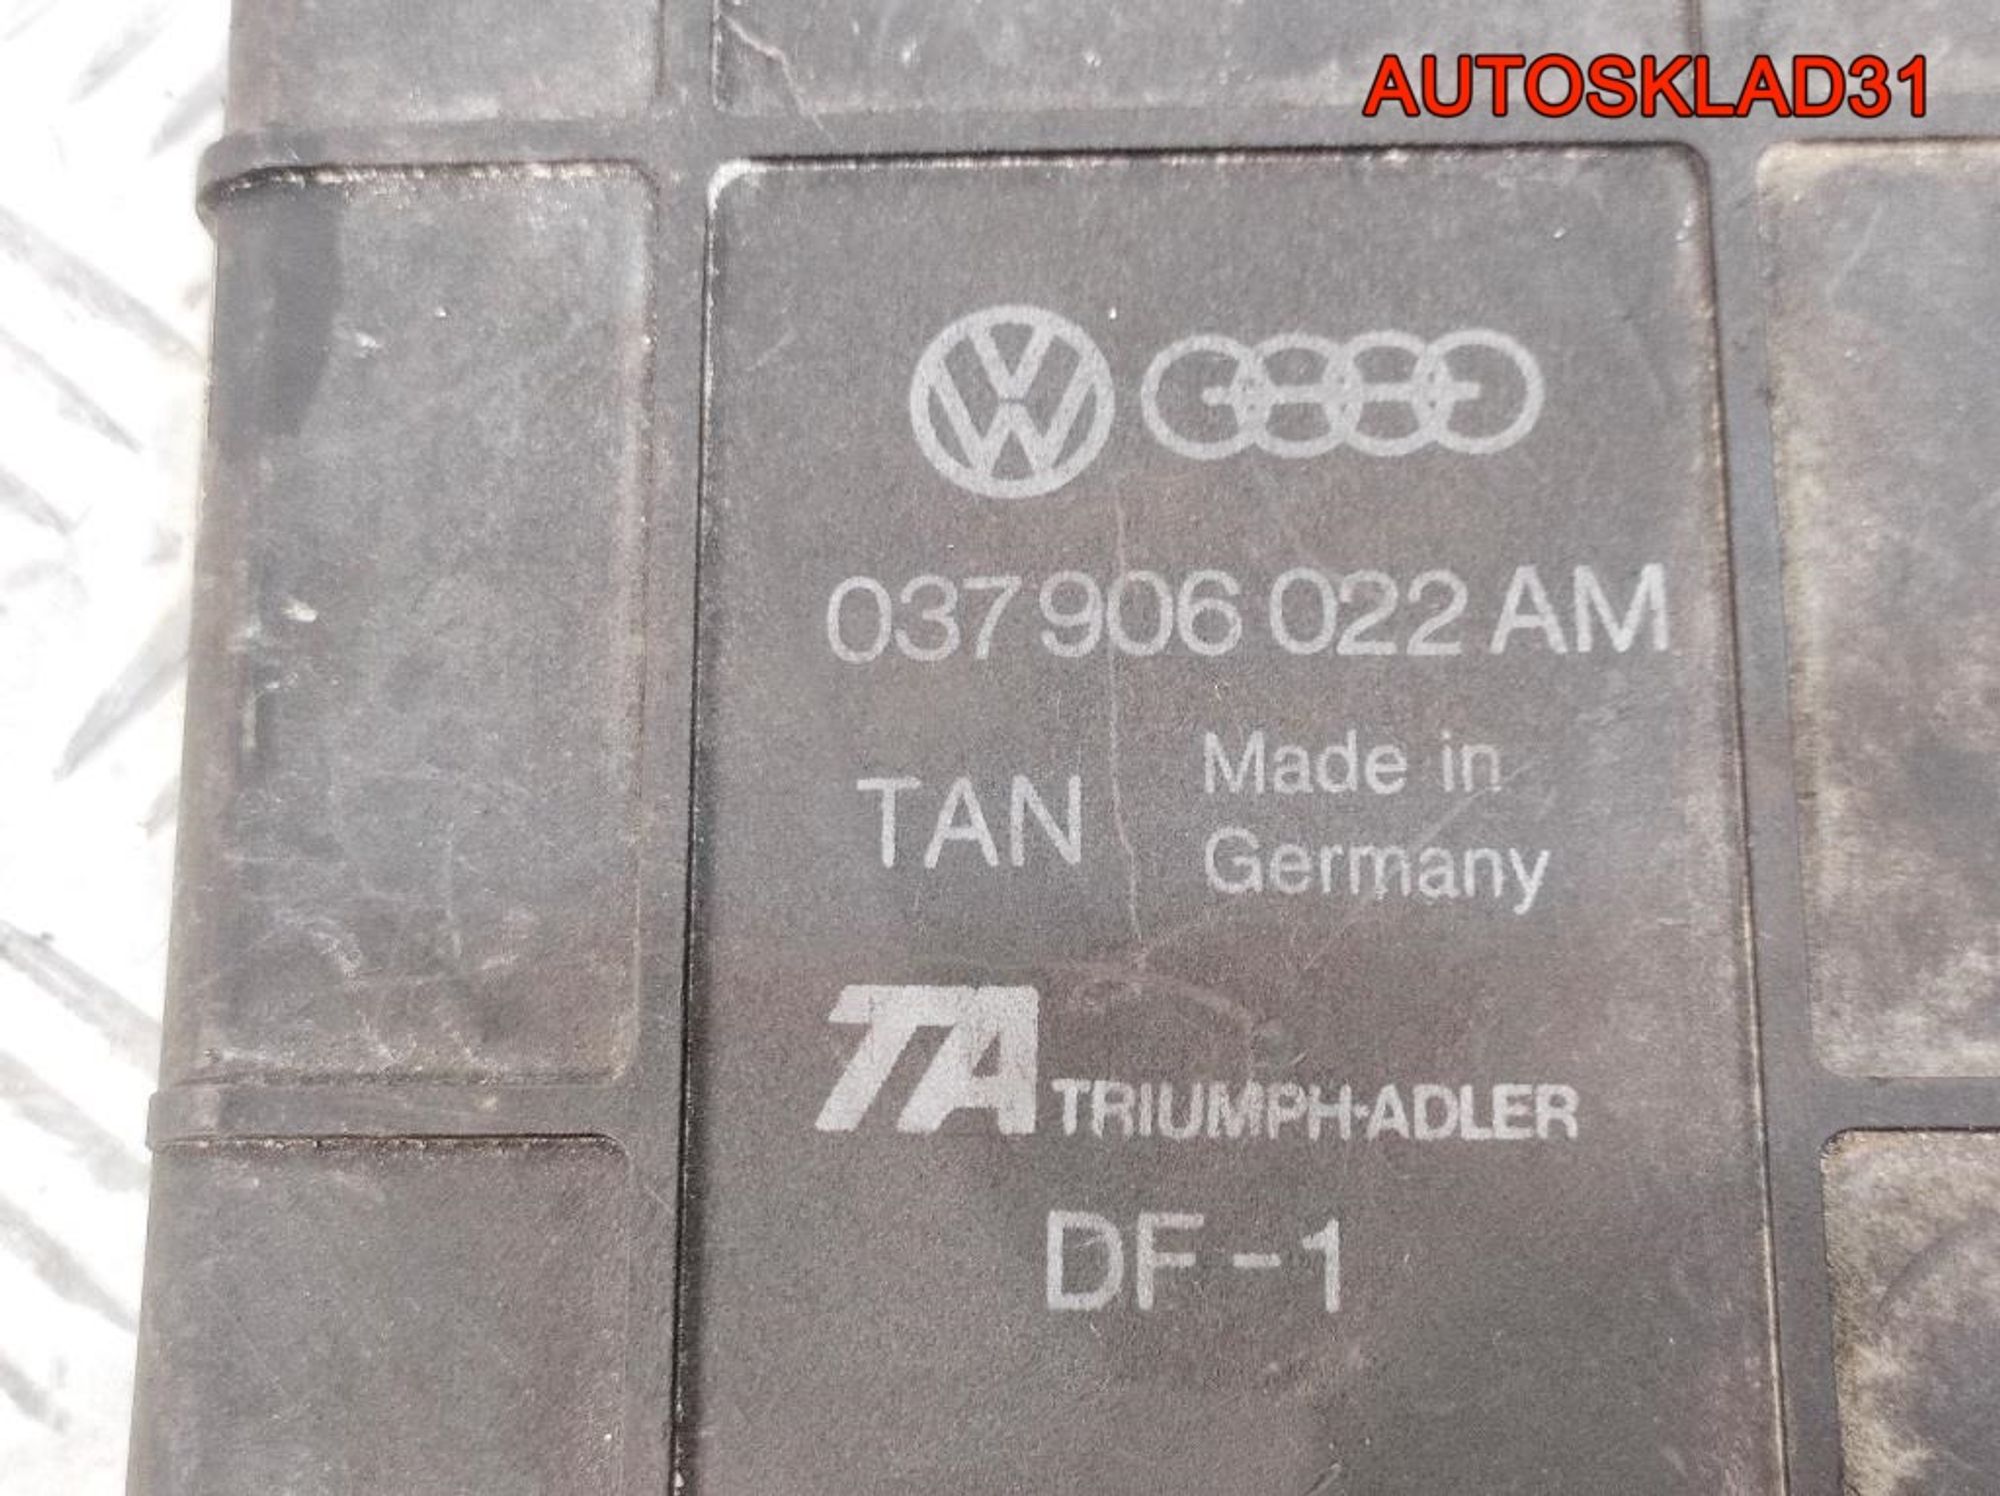 AUTOSKLAD31
037 906 022 AM
TAN
Made in
Germany
TA TRIUMPH-ADLER
DF-1